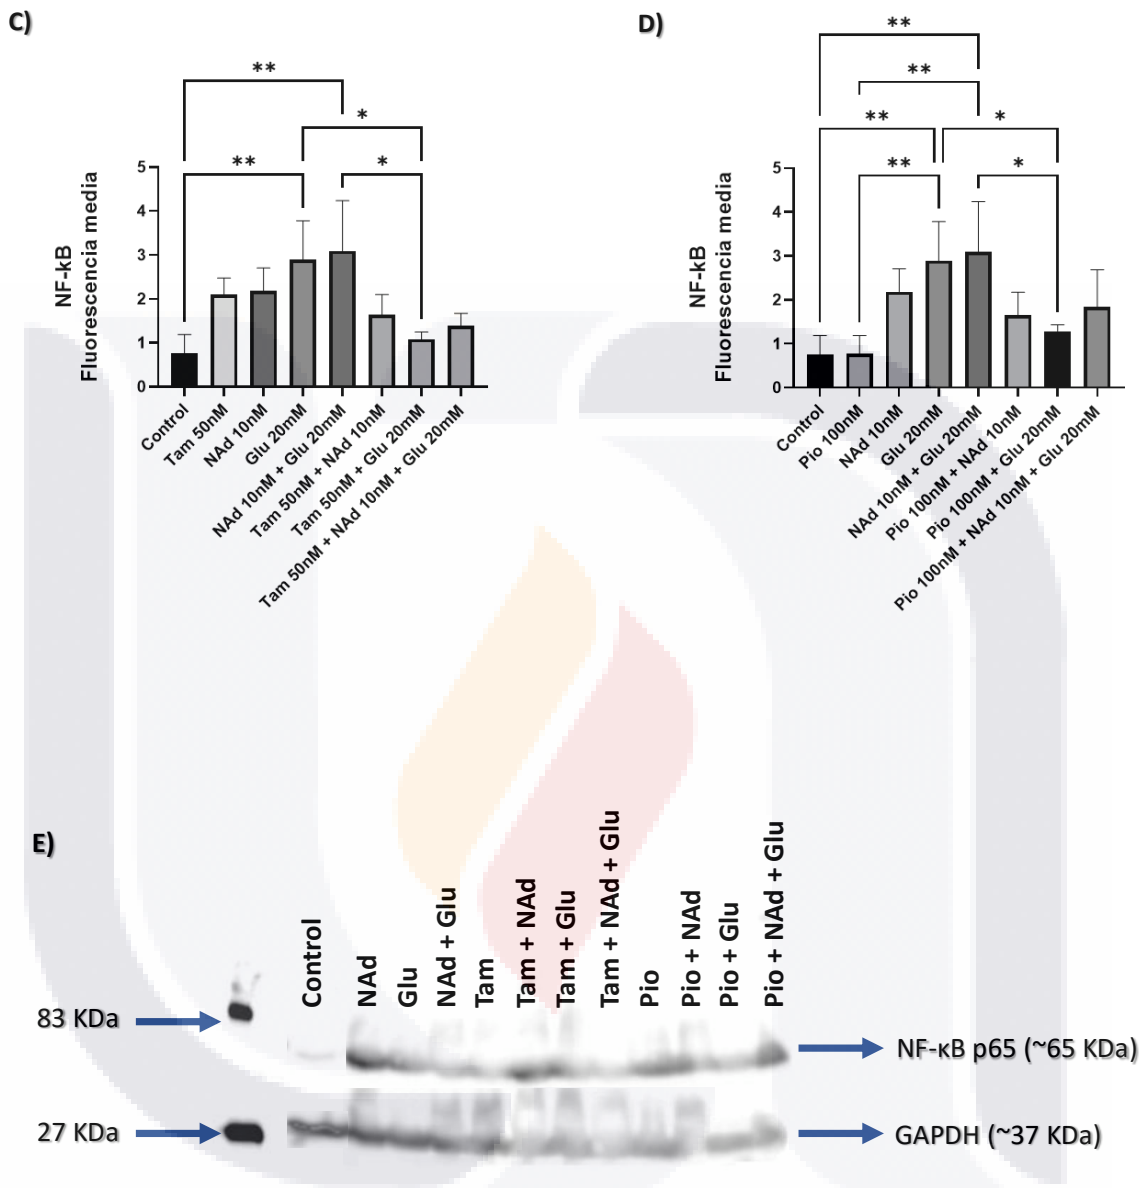 C)
**
*
**
*
NF-kB
Fluorescencia media
5
4
3
2
1
0
Control
Tam 50nM
NAd 10nM
Glu 20mM
NAd 10nM + Glu 20mM
Tam 50nM + NAd 10nM
Tam 50nM + Glu 20mM
Tam 50nM + NAd 10nM + Glu 20mM
D)
**
**
**
*
**
*
NF-kB
Fluorescencia media
5
4
3
2
1
0
Control
Pio 100nM
NAd 10nM
Glu 20mM
NAd 10nM + Glu 20mM
Pio 100nM + NAd 10nM
Pio 100nM + Glu 20mM
Pio 100nM + NAd 10nM + Glu 20mM
E)
Control
NAd
Glu
NAd + Glu
Tam
Tam + NAd
Tam + Glu
Tam + NAd + Glu
Pio
Pio + NAd
Pio + Glu
Pio + NAd + Glu
83 KDa
NF-κB p65 (~65 KDa)
27 KDa
GAPDH (~37 KDa)